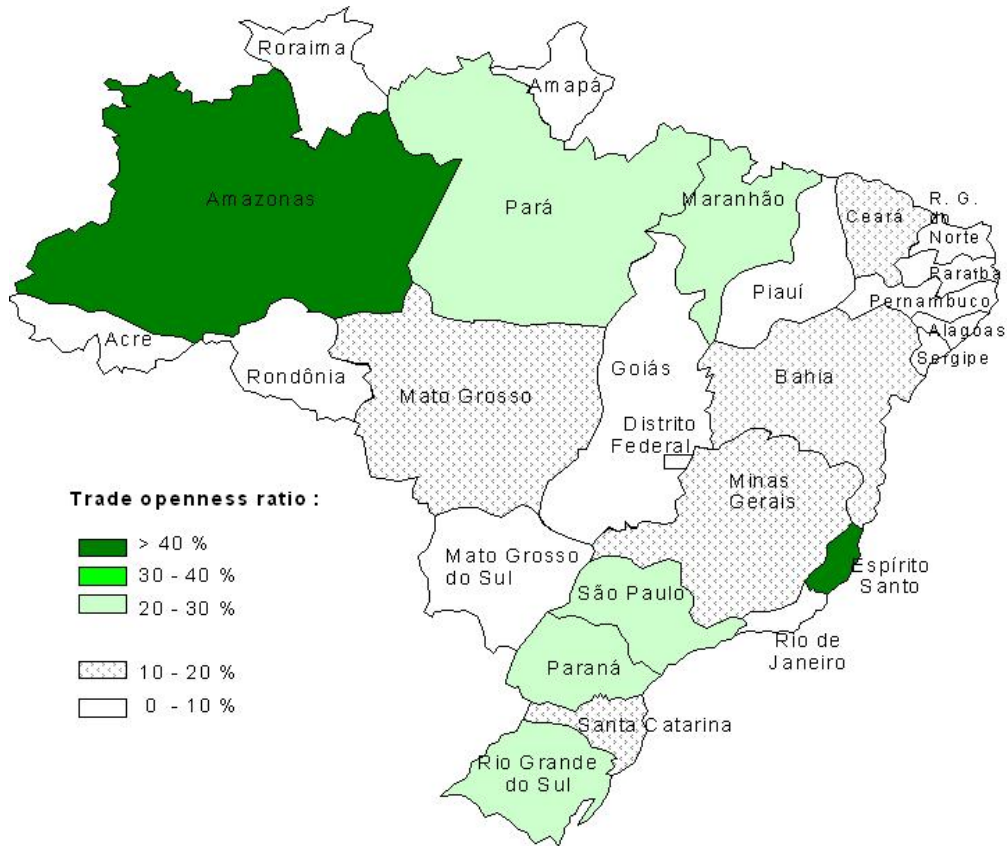 Roraima
Amapá
Amazonas
Pará
Maranhão
Ceará
R. G.
do
Norte
Paraíba
Piauí
Pernambuco
Alagoas
Sergipe
Acre
Rondônia
Mato Grosso
Goiás
Bahia
Distrito
Federal
Minas
Gerais
Trade openness ratio :
> 40 %
30 - 40 %
20 - 30 %
10 - 20 %
0 - 10 %
Mato Grosso
do Sul
Espírito
Santo
São Paulo
Rio de
Janeiro
Paraná
Santa Catarina
Rio Grande
do Sul